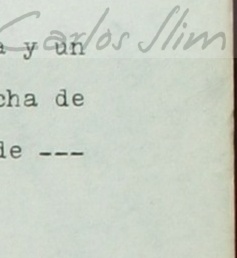 Carlos Slim
a y un
cha de
de ---